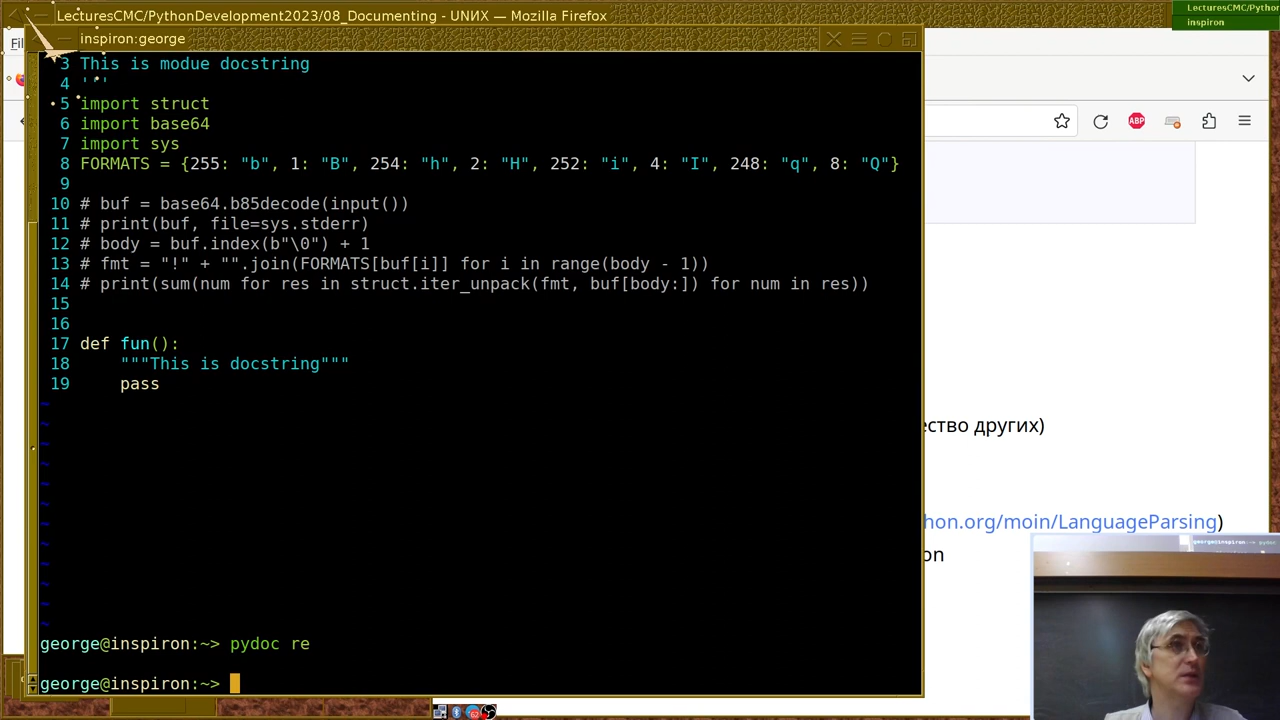 LecturesCMC/PythonDevelopment2023/08_Documenting - UNИX — Mozilla Firefox
LecturesCMC/Python
inspiron
inspiron:george
3 This is modue docstring
4 '''
5 import struct
6 import base64
7 import sys
8 FORMATS = {255: "b", 1: "B", 254: "h", 2: "H", 252: "i", 4: "I", 248: "q", 8: "Q"}
9
10 # buf = base64.b85decode(input())
11 # print(buf, file=sys.stderr)
12 # body = buf.index(b"\0") + 1
13 # fmt = "!" + "".join(FORMATS[buf[i]] for i in range(body - 1))
14 # print(sum(num for res in struct.iter_unpack(fmt, buf[body:]) for num in res))
15
16
17 def fun():
18     """This is docstring"""
19     pass
~
~
~
~
~
~
~
~
~
~
~
~
george@inspiron:~> pydoc re
george@inspiron:~>
Fil
ABP
ество других)
hon.org/moin/LanguageParsing)
on